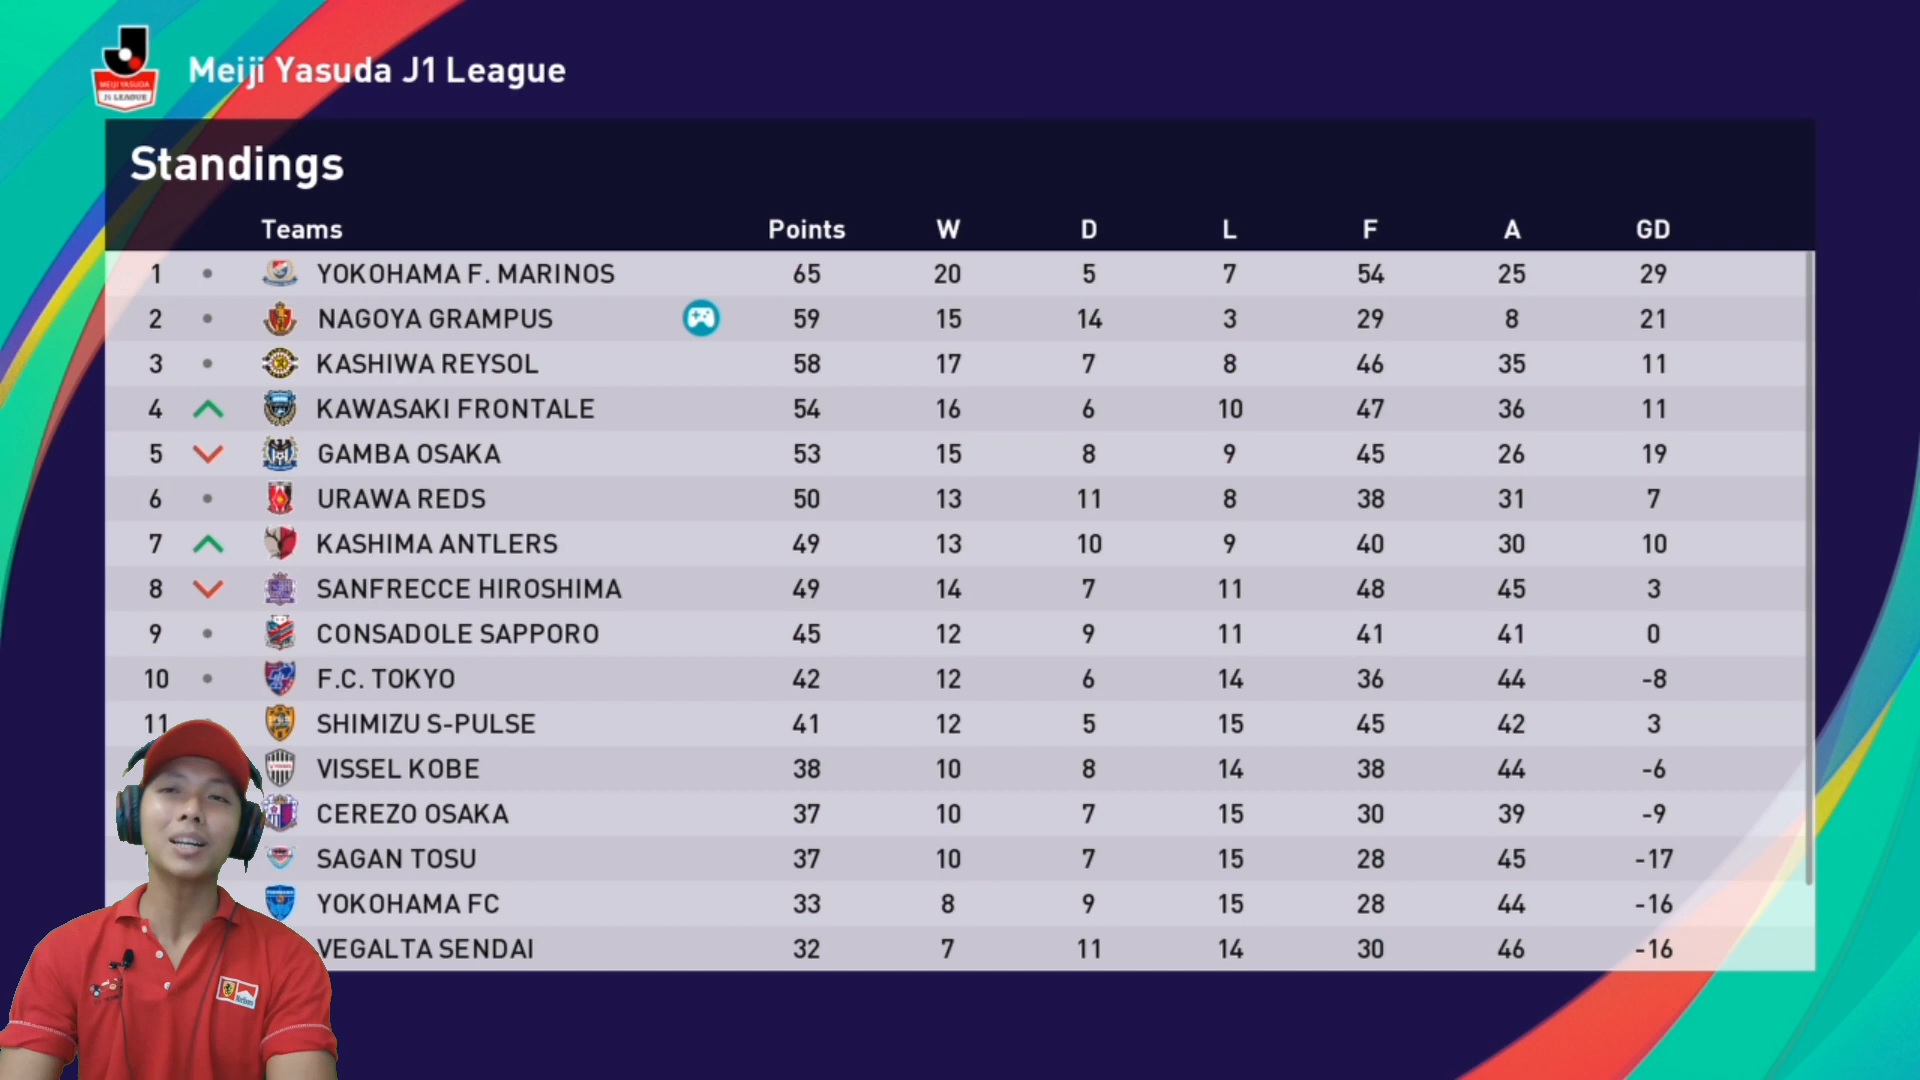 MEIJI YASUDA
J1 LEAGUE
Meiji Yasuda J1 League
Standings
Teams Points W D L F A GD
1 YOKOHAMA F. MARINOS 65 20 5 7 54 25 29
2 NAGOYA GRAMPUS 59 15 14 3 29 8 21
3 KASHIWA REYSOL 58 17 7 8 46 35 11
4 KAWASAKI FRONTALE 54 16 6 10 47 36 11
5 GAMBA OSAKA 53 15 8 9 45 26 19
6 URAWA REDS 50 13 11 8 38 31 7
7 KASHIMA ANTLERS 49 13 10 9 40 30 10
8 SANFRECCE HIROSHIMA 49 14 7 11 48 45 3
9 CONSADOLE SAPPORO 45 12 9 11 41 41 0
10 F.C. TOKYO 42 12 6 14 36 44 -8
11 SHIMIZU S-PULSE 41 12 5 15 45 42 3
VISSEL KOBE 38 10 8 14 38 44 -6
CEREZO OSAKA 37 10 7 15 30 39 -9
SAGAN TOSU 37 10 7 15 28 45 -17
YOKOHAMA FC 33 8 9 15 28 44 -16
VEGALTA SENDAI 32 7 11 14 30 46 -16